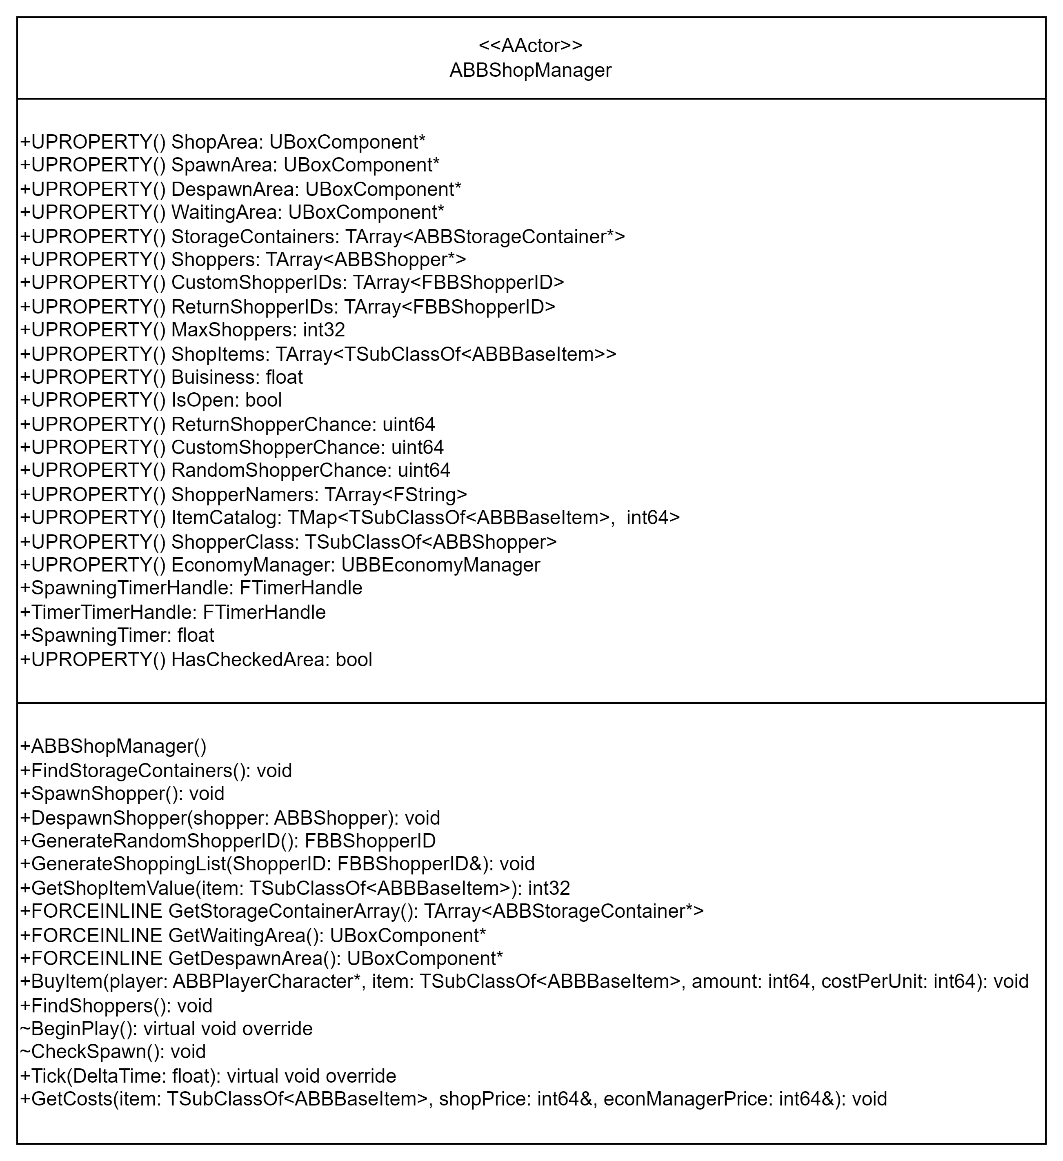 <<AActor>>
ABBShopManager
+UPROPERTY() ShopArea: UBoxComponent*
+UPROPERTY() SpawnArea: UBoxComponent*
+UPROPERTY() DespawnArea: UBoxComponent*
+UPROPERTY() WaitingArea: UBoxComponent*
+UPROPERTY() StorageContainers: TArray<ABBStorageContainer*>
+UPROPERTY() Shoppers: TArray<ABBShopper*>
+UPROPERTY() CustomShopperIDs: TArray<FBBShopperID>
+UPROPERTY() ReturnShopperIDs: TArray<FBBShopperID>
+UPROPERTY() MaxShoppers: int32
+UPROPERTY() ShopItems: TArray<TSubClassOf<ABBBaseItem>>
+UPROPERTY() Buisiness: float
+UPROPERTY() IsOpen: bool
+UPROPERTY() ReturnShopperChance: uint64
+UPROPERTY() CustomShopperChance: uint64
+UPROPERTY() RandomShopperChance: uint64
+UPROPERTY() ShopperNamers: TArray<FString>
+UPROPERTY() ItemCatalog: TMap<TSubClassOf<ABBBaseItem>,  int64>
+UPROPERTY() ShopperClass: TSubClassOf<ABBShopper>
+UPROPERTY() EconomyManager: UBBEconomyManager
+SpawningTimerHandle: FTimerHandle
+TimerTimerHandle: FTimerHandle
+SpawningTimer: float
+UPROPERTY() HasCheckedArea: bool
+ABBShopManager()
+FindStorageContainers(): void
+SpawnShopper(): void
+DespawnShopper(shopper: ABBShopper): void
+GenerateRandomShopperID(): FBBShopperID
+GenerateShoppingList(ShopperID: FBBShopperID&): void
+GetShopItemValue(item: TSubClassOf<ABBBaseItem>): int32
+FORCEINLINE GetStorageContainerArray(): TArray<ABBStorageContainer*>
+FORCEINLINE GetWaitingArea(): UBoxComponent*
+FORCEINLINE GetDespawnArea(): UBoxComponent*
+BuyItem(player: ABBPlayerCharacter*, item: TSubClassOf<ABBBaseItem>, amount: int64, costPerUnit: int64): void
+FindShoppers(): void
~BeginPlay(): virtual void override
~CheckSpawn(): void
+Tick(DeltaTime: float): virtual void override
+GetCosts(item: TSubClassOf<ABBBaseItem>, shopPrice: int64&, econManagerPrice: int64&): void